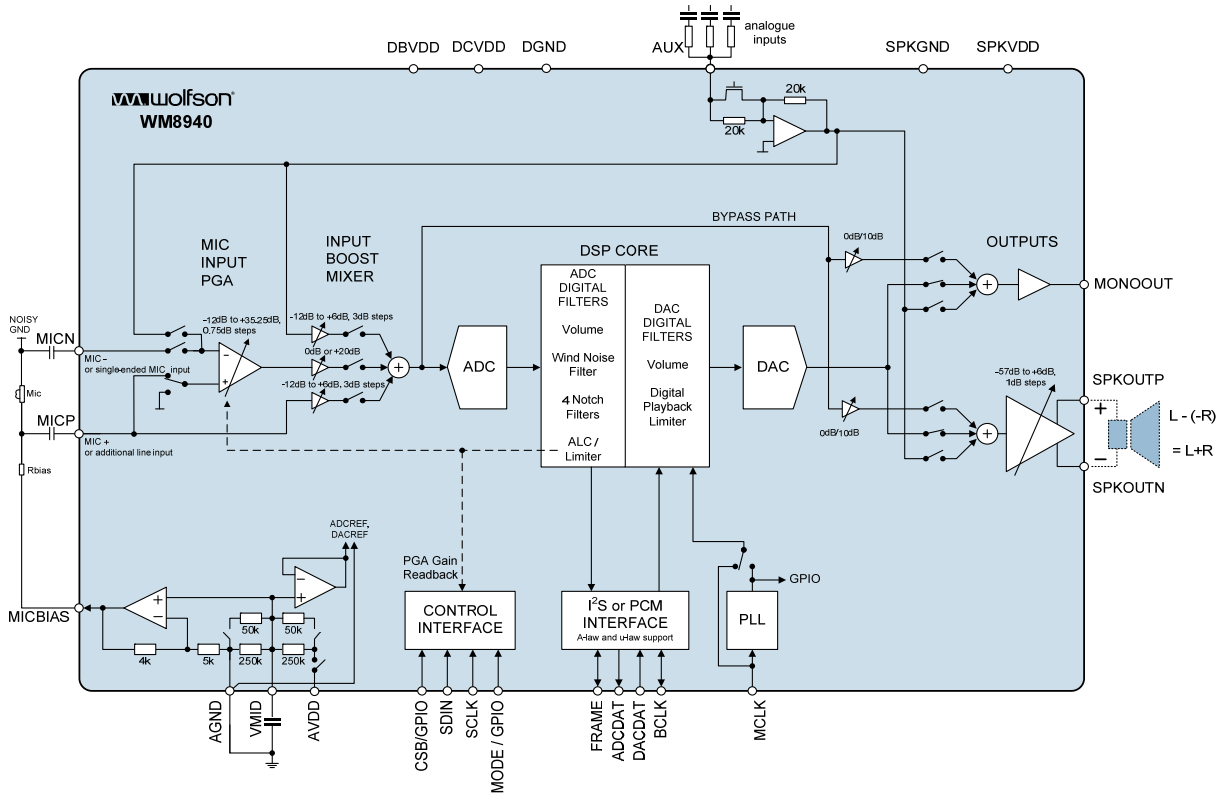 analogue
inputs
AUX
DBVDD
DCVDD
DGND
SPKGND
SPKVDD
wolfson®
WM8940
20k
20k
BYPASS PATH
MIC
INPUT
PGA
INPUT
BOOST
MIXER
DSP CORE
0dB/10dB
OUTPUTS
ADC
DIGITAL
FILTERS
Volume
Wind Noise
Filter
4 Notch
Filters
ALC /
Limiter
DAC
DIGITAL
FILTERS
Volume
Digital
Playback
Limiter
MONOOUT
NOISY
GND
MICN
-12dB to +35.25dB,
0.75dB steps
-12dB to +6dB, 3dB steps
MIC -
or single-ended MIC input
-
+
0dB or +20dB
+
ADC
DAC
+
-57dB to +6dB,
1dB steps
SPKOUTP
Mic
-12dB to +6dB, 3dB steps
MICP
MIC +
or additional line input
0dB/10dB
+
+
-
L - (-R)
= L+R
SPKOUTN
Rbias
ADCREF,
DACREF
PGA Gain
Readback
GPIO
MICBIAS
+
-
-
+
50k
50k
4k
5k
250k
250k
CONTROL
INTERFACE
I²S or PCM
INTERFACE
A-law and u-law support
PLL
AGND
VMID
AVDD
CSB/GPIO
SDIN
SCLK
MODE / GPIO
FRAME
ADCDAT
DACDAT
BCLK
MCLK